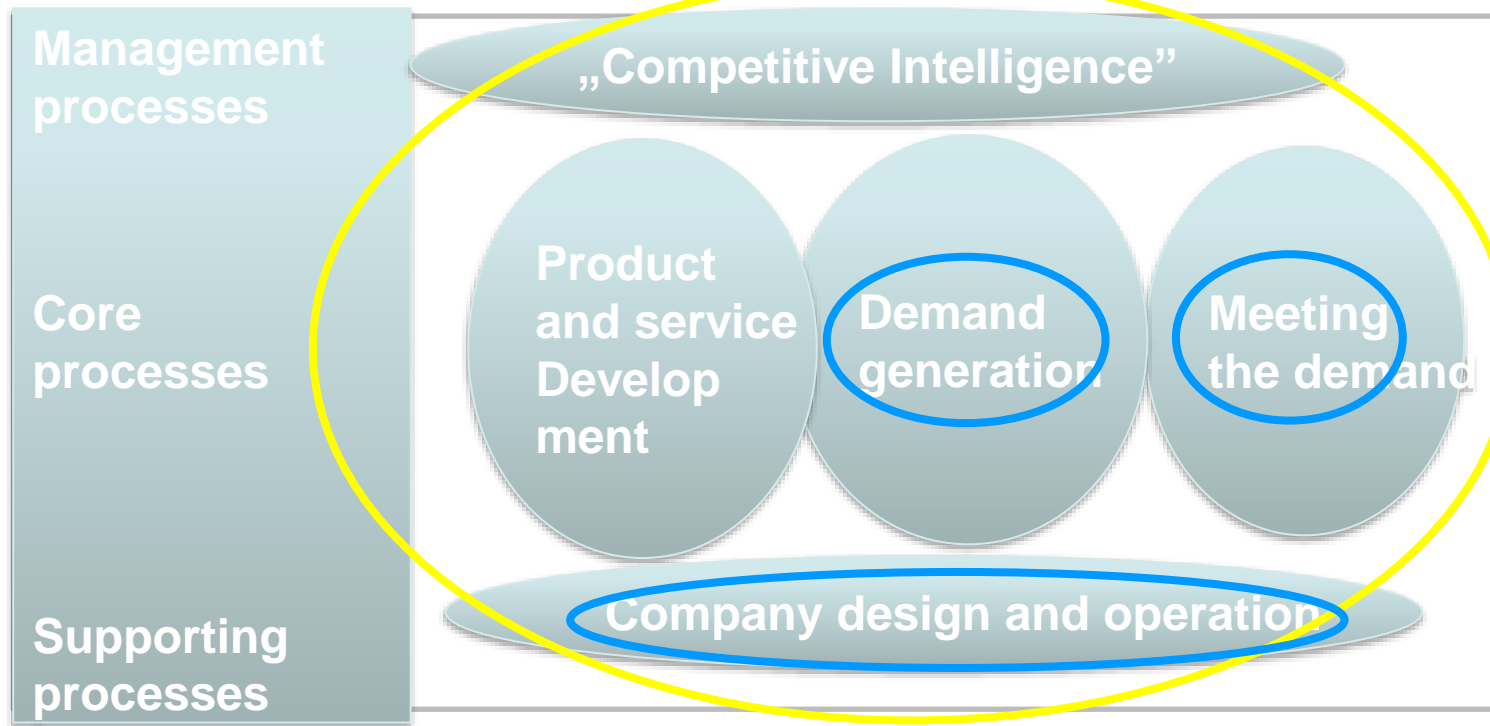 Management
processes
„Competitive Intelligence”
Core
processes
Product
and service
Develop
ment
Demand
generation
Meeting
the demand
Supporting
processes
Company design and operation